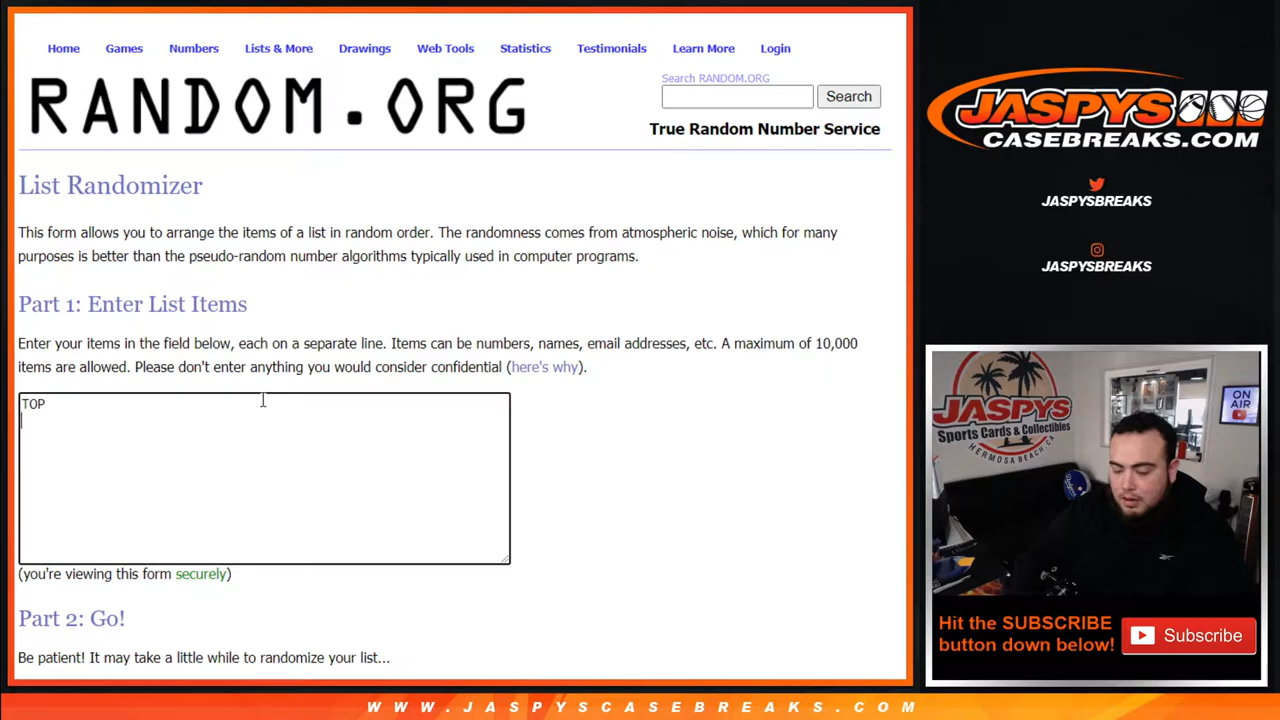 Home Games Numbers Lists & More Drawings Web Tools Statistics Testimonials Learn More Login
RANDOM.ORG
Search RANDOM.ORG
Search
True Random Number Service
List Randomizer
This form allows you to arrange the items of a list in random order. The randomness comes from atmospheric noise, which for many
purposes is better than the pseudo-random number algorithms typically used in computer programs.
Part 1: Enter List Items
Enter your items in the field below, each on a separate line. Items can be numbers, names, email addresses, etc. A maximum of 10,000
items are allowed. Please don't enter anything you would consider confidential (here's why).
TOP
(you're viewing this form securely)
Part 2: Go!
Be patient! It may take a little while to randomize your list...
JASPYS
CASEBREAKS.COM
JASPYSBREAKS
JASPYSBREAKS
JASPYS
Sports Cards & Collectibles
HERMOSA BEACH CA
ON AIR
Hit the SUBSCRIBE
button down below!
Subscribe
WWW.JASPYSCASEBREAKS.COM